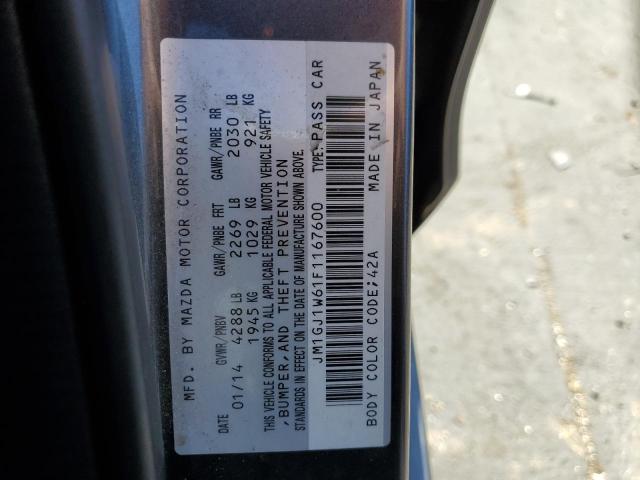 MFD. BY MAZDA MOTOR CORPORATION
DATE GVWR/PNBV GAWR/PNBE FRT GAWR/PNBE RR
01/14 4288 LB 2269 LB 2030 LB
1945 KG 1029 KG 921 KG
THIS VEHICLE CONFORMS TO ALL APPLICABLE FEDERAL MOTOR VEHICLE SAFETY
,BUMPER,AND THEFT PREVENTION
STANDARDS IN EFFECT ON THE DATE OF MANUFACTURE SHOWN ABOVE.
JM1GJ1W61F1167600 TYPE:PASS CAR
BODY COLOR CODE;42A MADE IN JAPAN